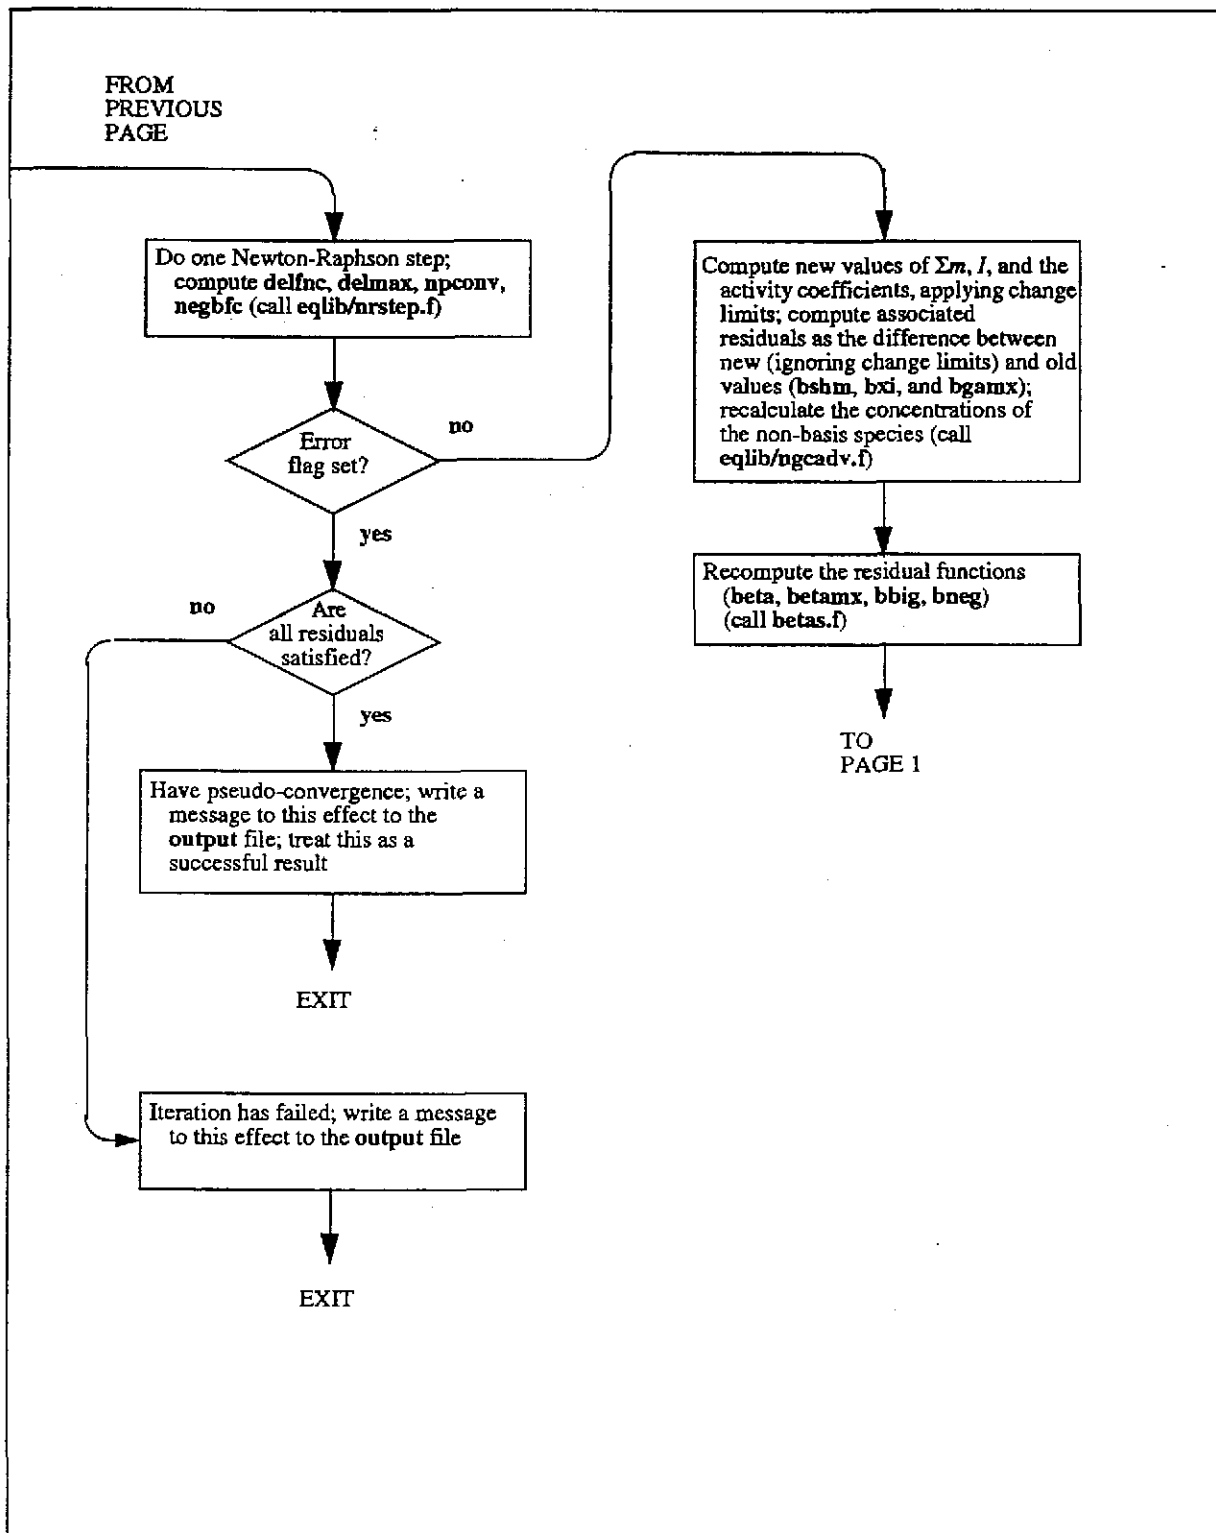 FROM
PREVIOUS
PAGE
Do one Newton-Raphson step;
compute delfnc, delmax, npconv,
negbfc (call eqlib/nrstep.f)
Error
flag set?
no
yes
no
Are
all residuals
satisfied?
yes
Have pseudo-convergence; write a
message to this effect to the
output file; treat this as a
successful result
EXIT
Iteration has failed; write a message
to this effect to the output file
EXIT
Compute new values of Σm, I, and the
activity coefficients, applying change
limits; compute associated
residuals as the difference between
new (ignoring change limits) and old
values (bshm, bxi, and bgamx);
recalculate the concentrations of
the non-basis species (call
eqlib/ngcadv.f)
Recompute the residual functions
(beta, betamx, bbig, bneg)
(call betas.f)
TO
PAGE 1